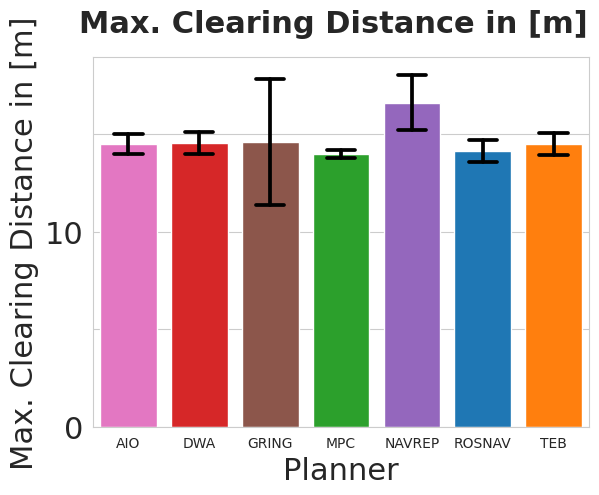 Max. Clearing Distance in [m]
Max. Clearing Distance in [m]
10
0
AIO DWA GRING MPC NAVREP ROSNAV TEB
Planner